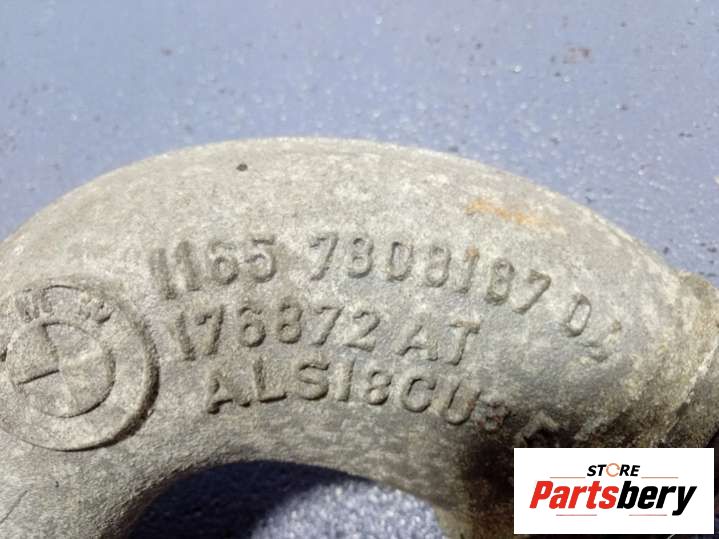 1165 7808187 04
176872 AT
ALSI8CU3
STORE
Partsbery